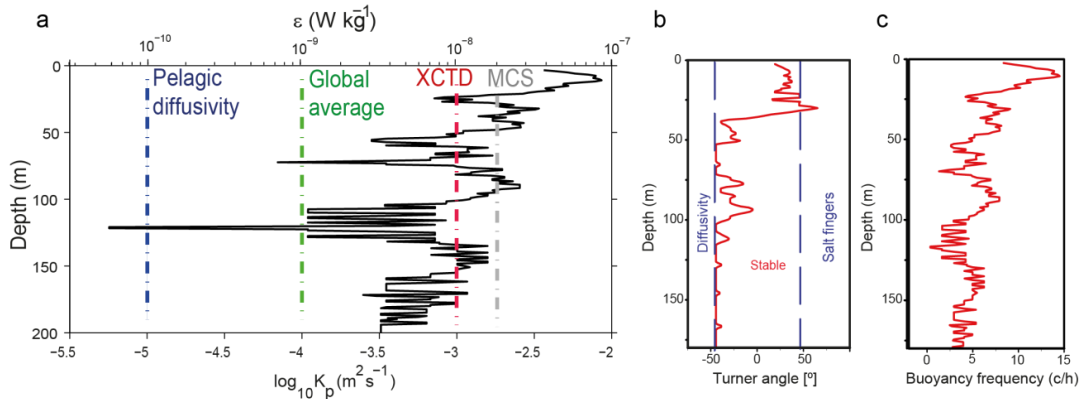 a
ε (W kg⁻¹)
10⁻¹⁰ 10⁻⁹ 10⁻⁸ 10⁻⁷
Pelagic
diffusivity
Global
average
XCTD
MCS
0
50
100
150
200
Depth (m)
-5.5 -5 -4.5 -4 -3.5 -3 -2.5 -2
log₁₀Kₚ(m²s⁻¹)
b
0
50
100
150
Depth (m)
Diffusivity
Stable
Salt fingers
-50 0 50
Turner angle [º]
c
0
50
100
150
Depth (m)
0 5 10 15
Buoyancy frequency (c/h)